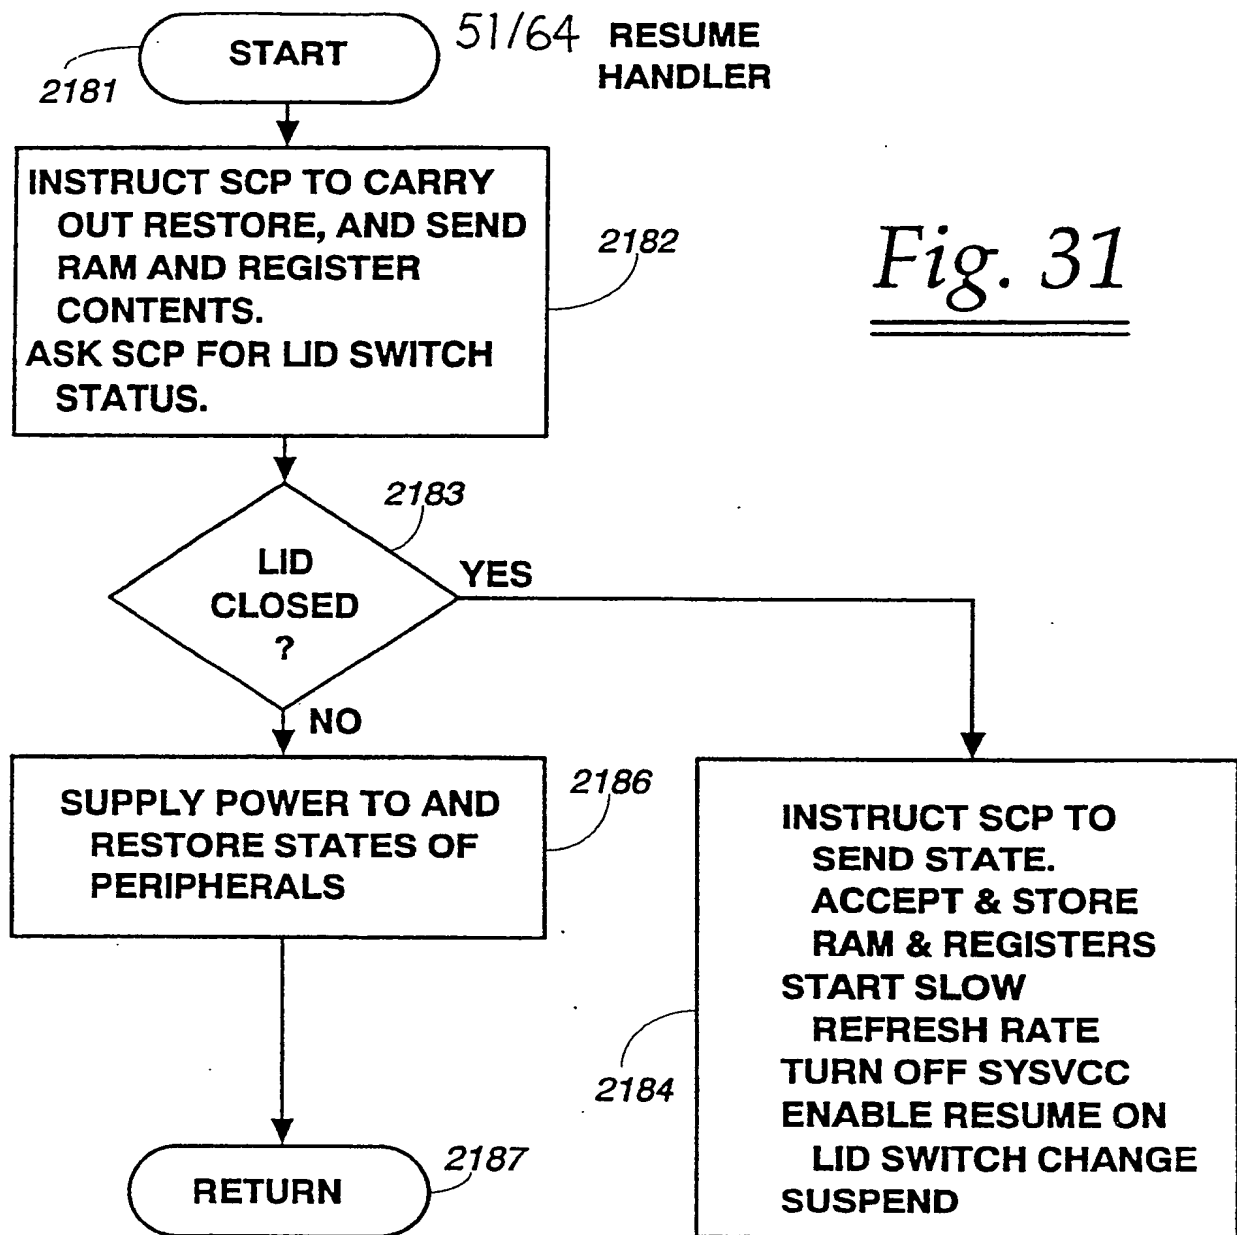 START
51/64 RESUME
HANDLER
2181
INSTRUCT SCP TO CARRY
OUT RESTORE, AND SEND
RAM AND REGISTER
CONTENTS.
ASK SCP FOR LID SWITCH
STATUS.
2182
Fig. 31
2183
LID
CLOSED
?
YES
NO
SUPPLY POWER TO AND
RESTORE STATES OF
PERIPHERALS
2186
INSTRUCT SCP TO
SEND STATE.
ACCEPT & STORE
RAM & REGISTERS
START SLOW
REFRESH RATE
TURN OFF SYSVCC
ENABLE RESUME ON
LID SWITCH CHANGE
SUSPEND
2184
RETURN
2187